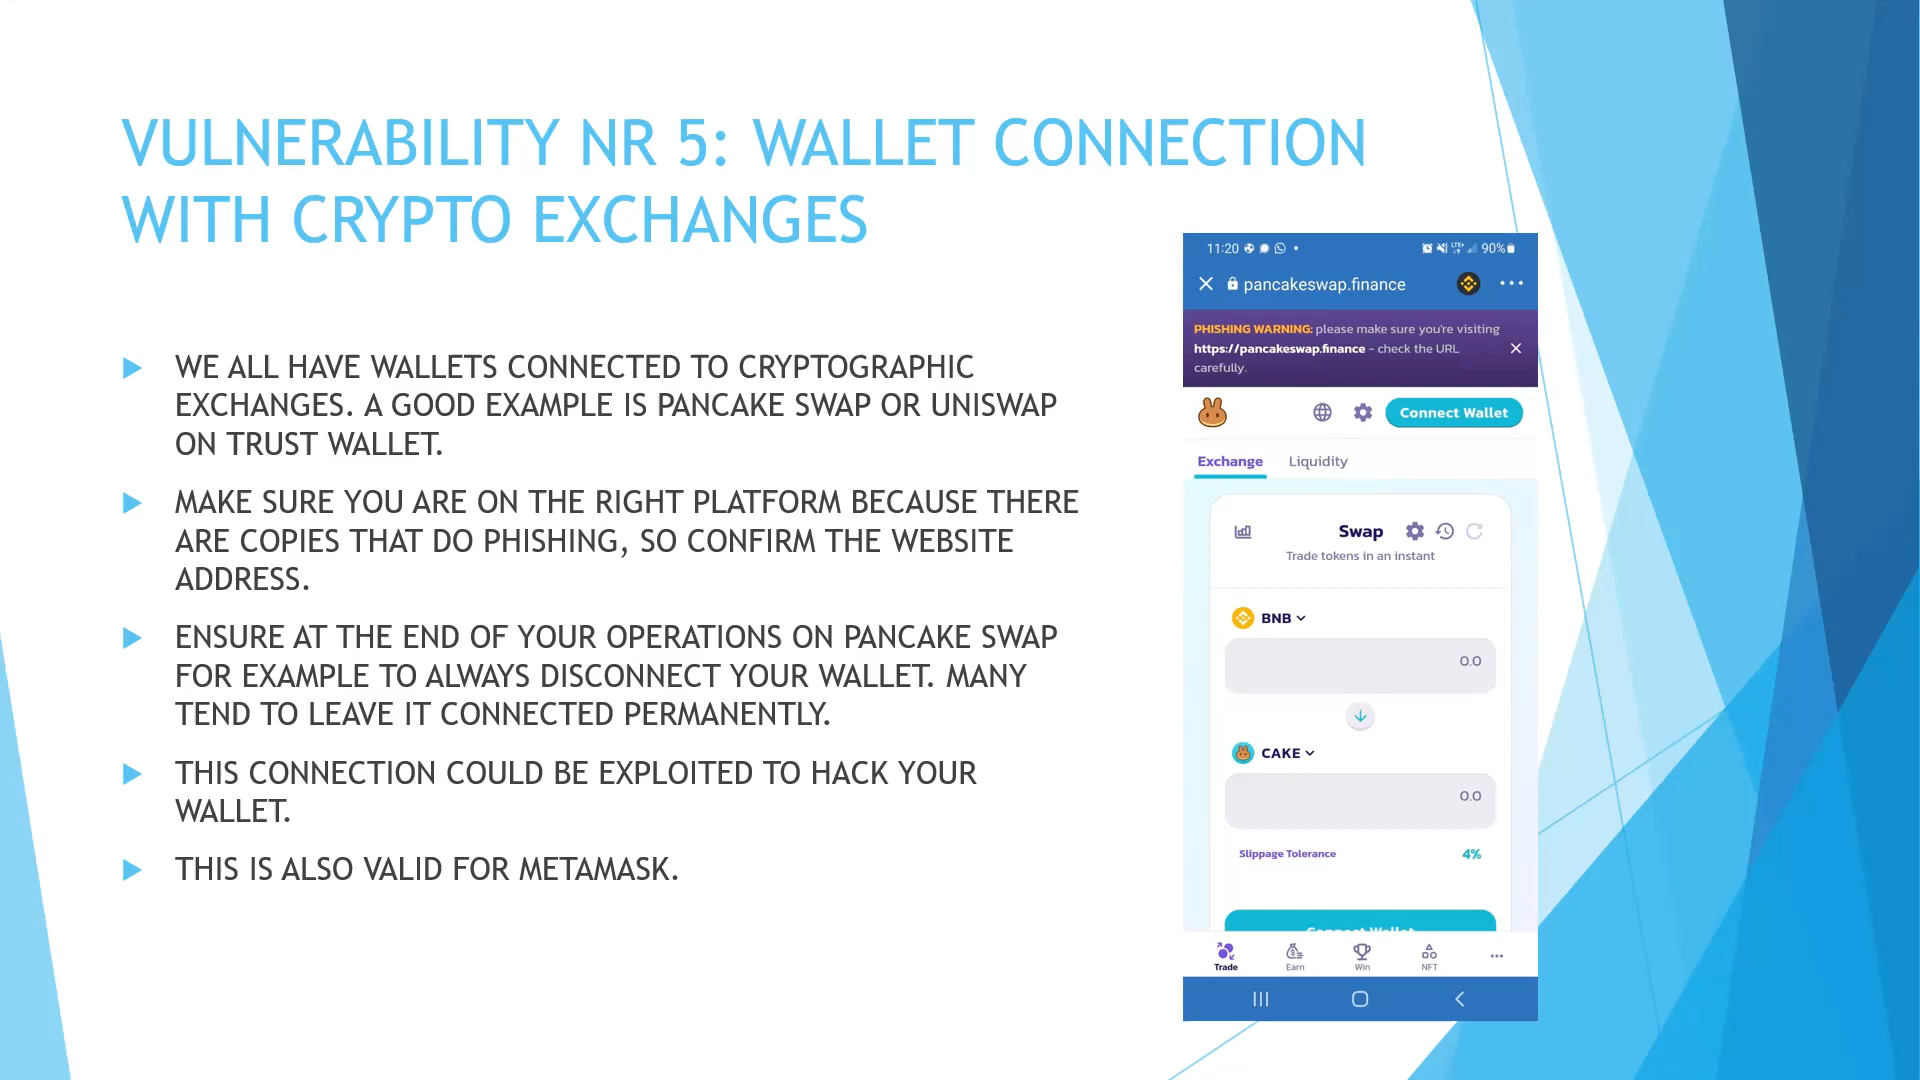 VULNERABILITY NR 5: WALLET CONNECTION
WITH CRYPTO EXCHANGES
WE ALL HAVE WALLETS CONNECTED TO CRYPTOGRAPHIC
EXCHANGES. A GOOD EXAMPLE IS PANCAKE SWAP OR UNISWAP
ON TRUST WALLET.
MAKE SURE YOU ARE ON THE RIGHT PLATFORM BECAUSE THERE
ARE COPIES THAT DO PHISHING, SO CONFIRM THE WEBSITE
ADDRESS.
ENSURE AT THE END OF YOUR OPERATIONS ON PANCAKE SWAP
FOR EXAMPLE TO ALWAYS DISCONNECT YOUR WALLET. MANY
TEND TO LEAVE IT CONNECTED PERMANENTLY.
THIS CONNECTION COULD BE EXPLOITED TO HACK YOUR
WALLET.
THIS IS ALSO VALID FOR METAMASK.
11:20 90%
pancakeswap.finance
PHISHING WARNING: please make sure you're visiting
https://pancakeswap.finance - check the URL
carefully.
Connect Wallet
Exchange Liquidity
Swap
Trade tokens in an instant
BNB
0.0
CAKE
0.0
Slippage Tolerance 4%
Connect Wallet
Trade Earn Win NFT